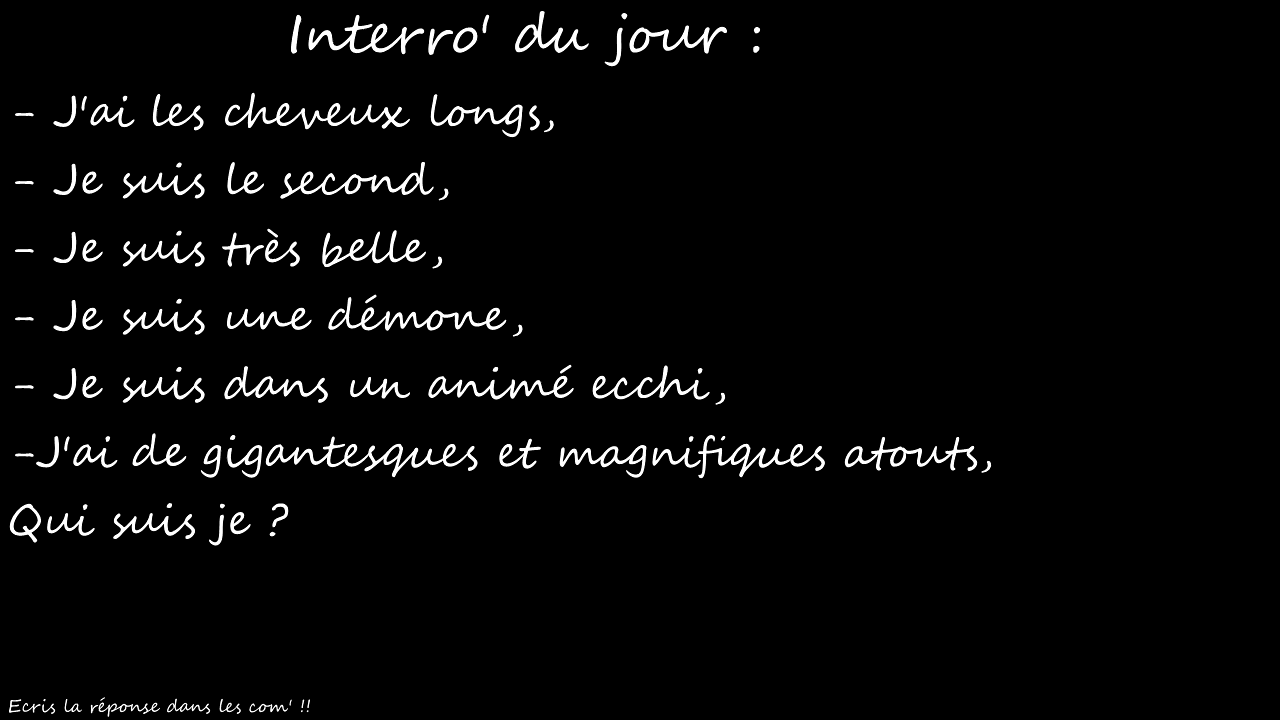 Interro' du jour :
- J'ai les cheveux longs,
- Je suis le second,
- Je suis très belle,
- Je suis une démone,
- Je suis dans un animé ecchi,
-J'ai de gigantesques et magnifiques atouts,
Qui suis je ?
Ecris la réponse dans les com' !!